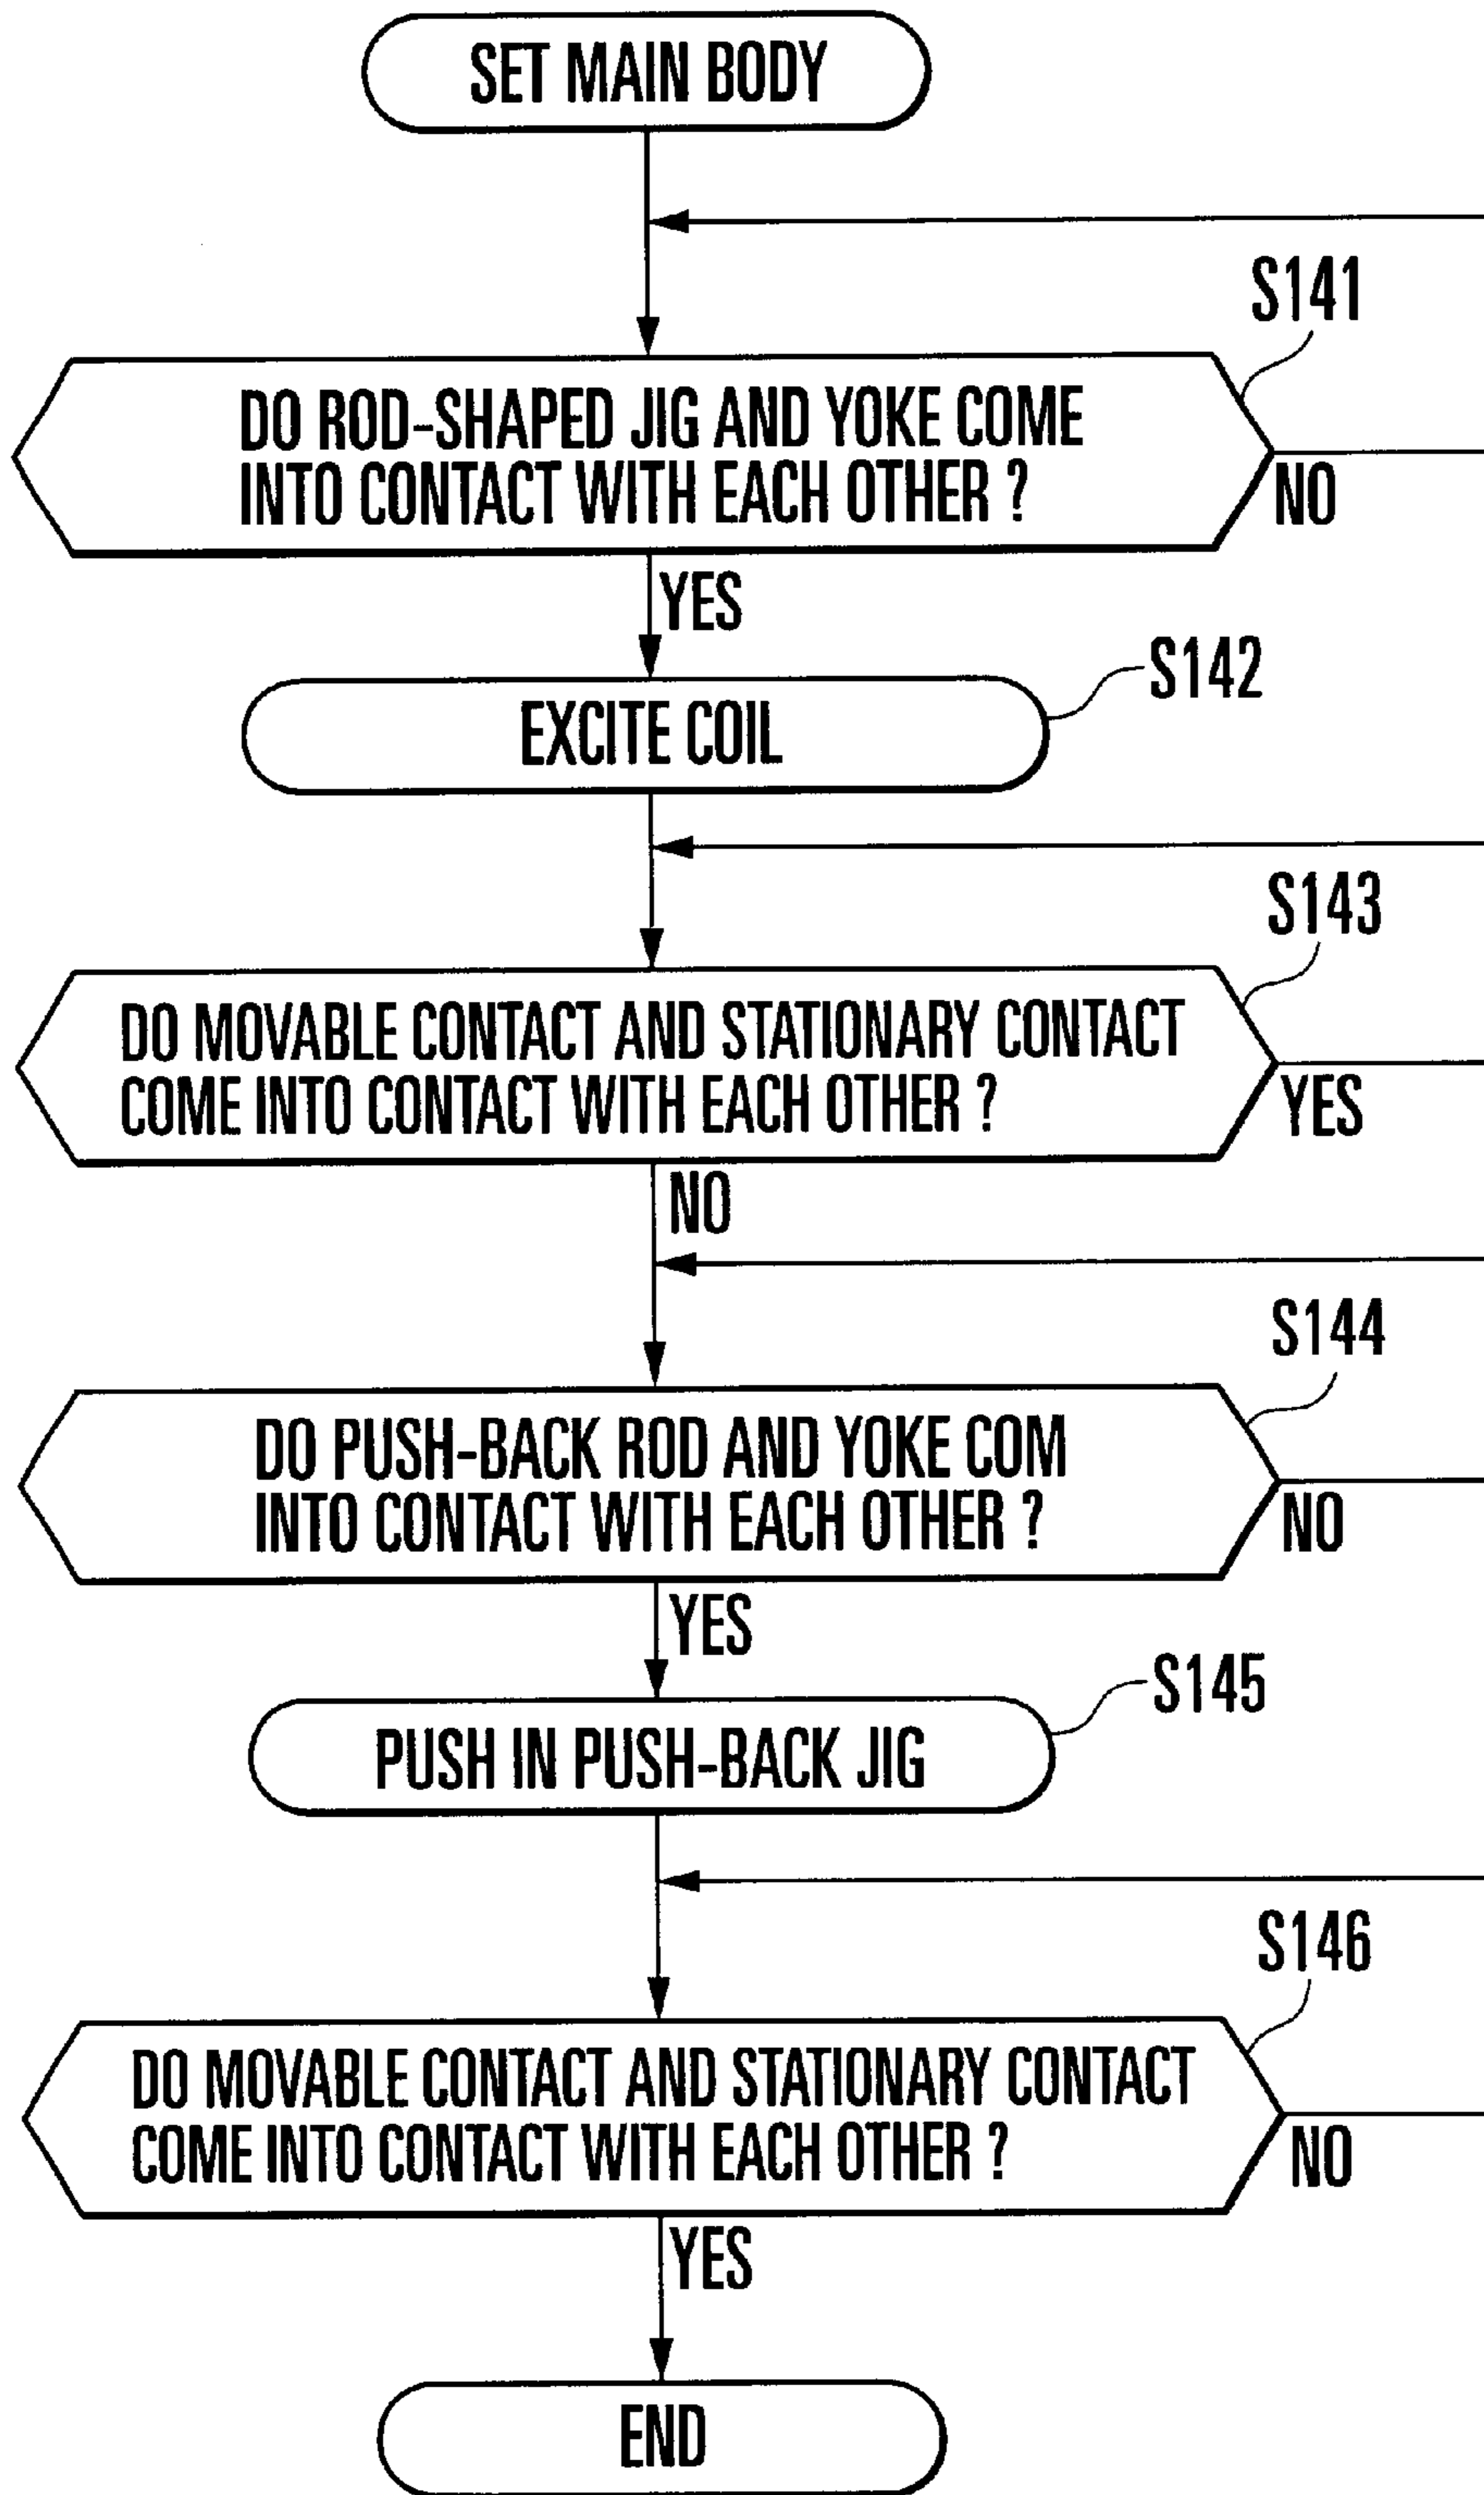 SET MAIN BODY
S141
DO ROD-SHAPED JIG AND YOKE COME
INTO CONTACT WITH EACH OTHER ?
NO
YES
S142
EXCITE COIL
S143
DO MOVABLE CONTACT AND STATIONARY CONTACT
COME INTO CONTACT WITH EACH OTHER ?
YES
NO
S144
DO PUSH-BACK ROD AND YOKE COM
INTO CONTACT WITH EACH OTHER ?
NO
YES
S145
PUSH IN PUSH-BACK JIG
S146
DO MOVABLE CONTACT AND STATIONARY CONTACT
COME INTO CONTACT WITH EACH OTHER ?
NO
YES
END